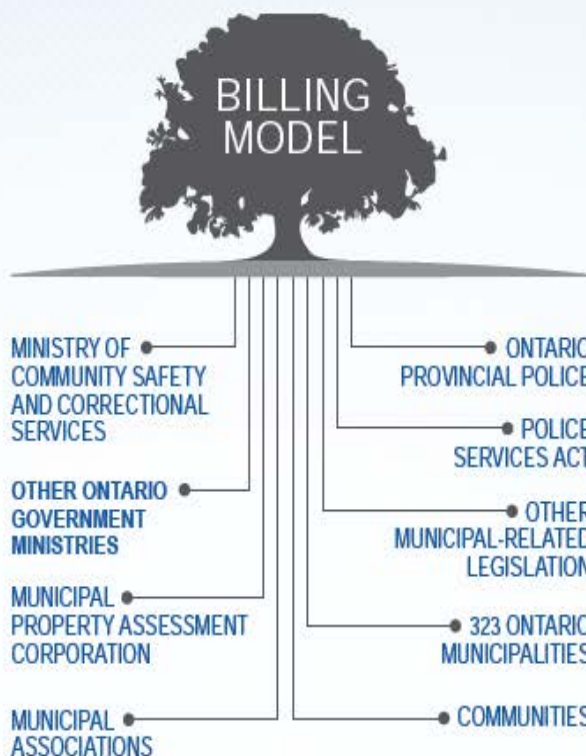 BILLING
MODEL
MINISTRY OF
COMMUNITY SAFETY
AND CORRECTIONAL
SERVICES
OTHER ONTARIO
GOVERNMENT
MINISTRIES
MUNICIPAL
PROPERTY ASSESSMENT
CORPORATION
MUNICIPAL
ASSOCIATIONS
ONTARIO
PROVINCIAL POLICE
POLICE
SERVICES ACT
OTHER
MUNICIPAL-RELATED
LEGISLATION
323 ONTARIO
MUNICIPALITIES
COMMUNITIES